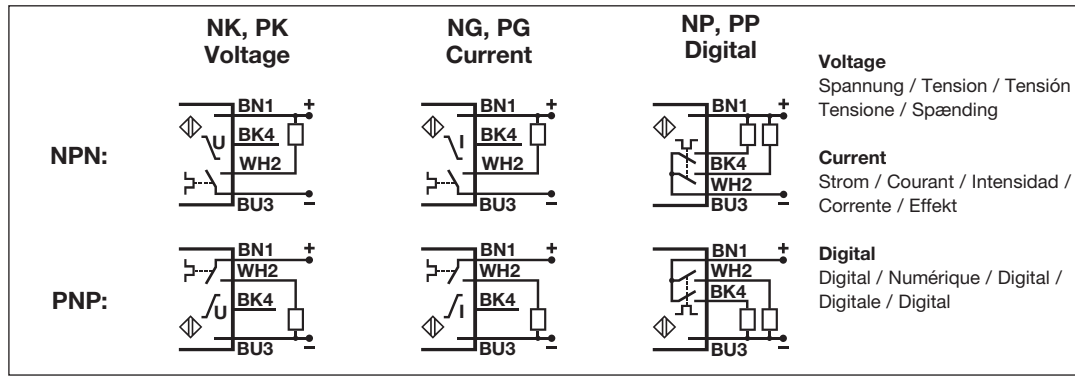 NK, PK
Voltage
NG, PG
Current
NP, PP
Digital
NPN:
BN1 +
U BK4
WH2
BU3 –
BN1 +
I BK4
WH2
BU3 –
BN1 +
BK4
WH2
BU3 –
PNP:
BN1 +
WH2
U BK4
BU3 –
BN1 +
WH2
I BK4
BU3 –
BN1 +
WH2
BK4
BU3 –
Voltage
Spannung / Tension / Tensión
Tensione / Spænding
Current
Strom / Courant / Intensidad /
Corrente / Effekt
Digital
Digital / Numérique / Digital /
Digitale / Digital